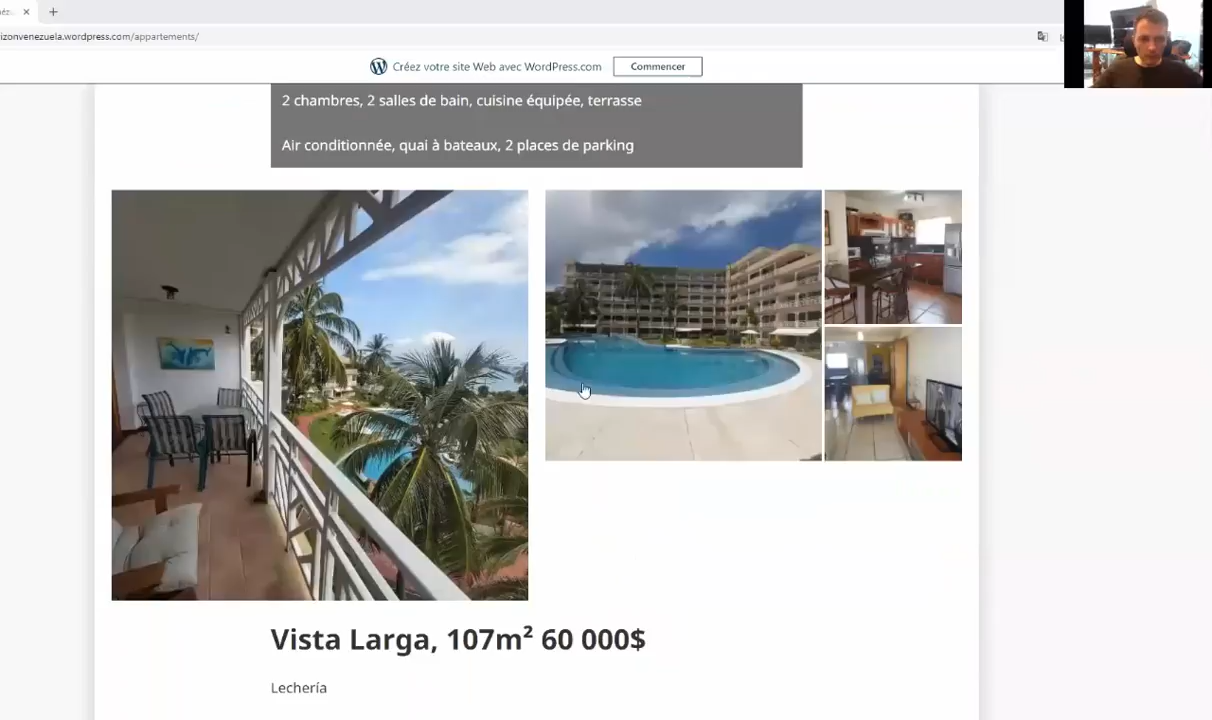 izonvenezuela.wordpress.com/appartements/
Créez votre site Web avec WordPress.com
Commencer
2 chambres, 2 salles de bain, cuisine équipée, terrasse
Air conditionnée, quai à bateaux, 2 places de parking
Vista Larga, 107m² 60 000$
Lechería